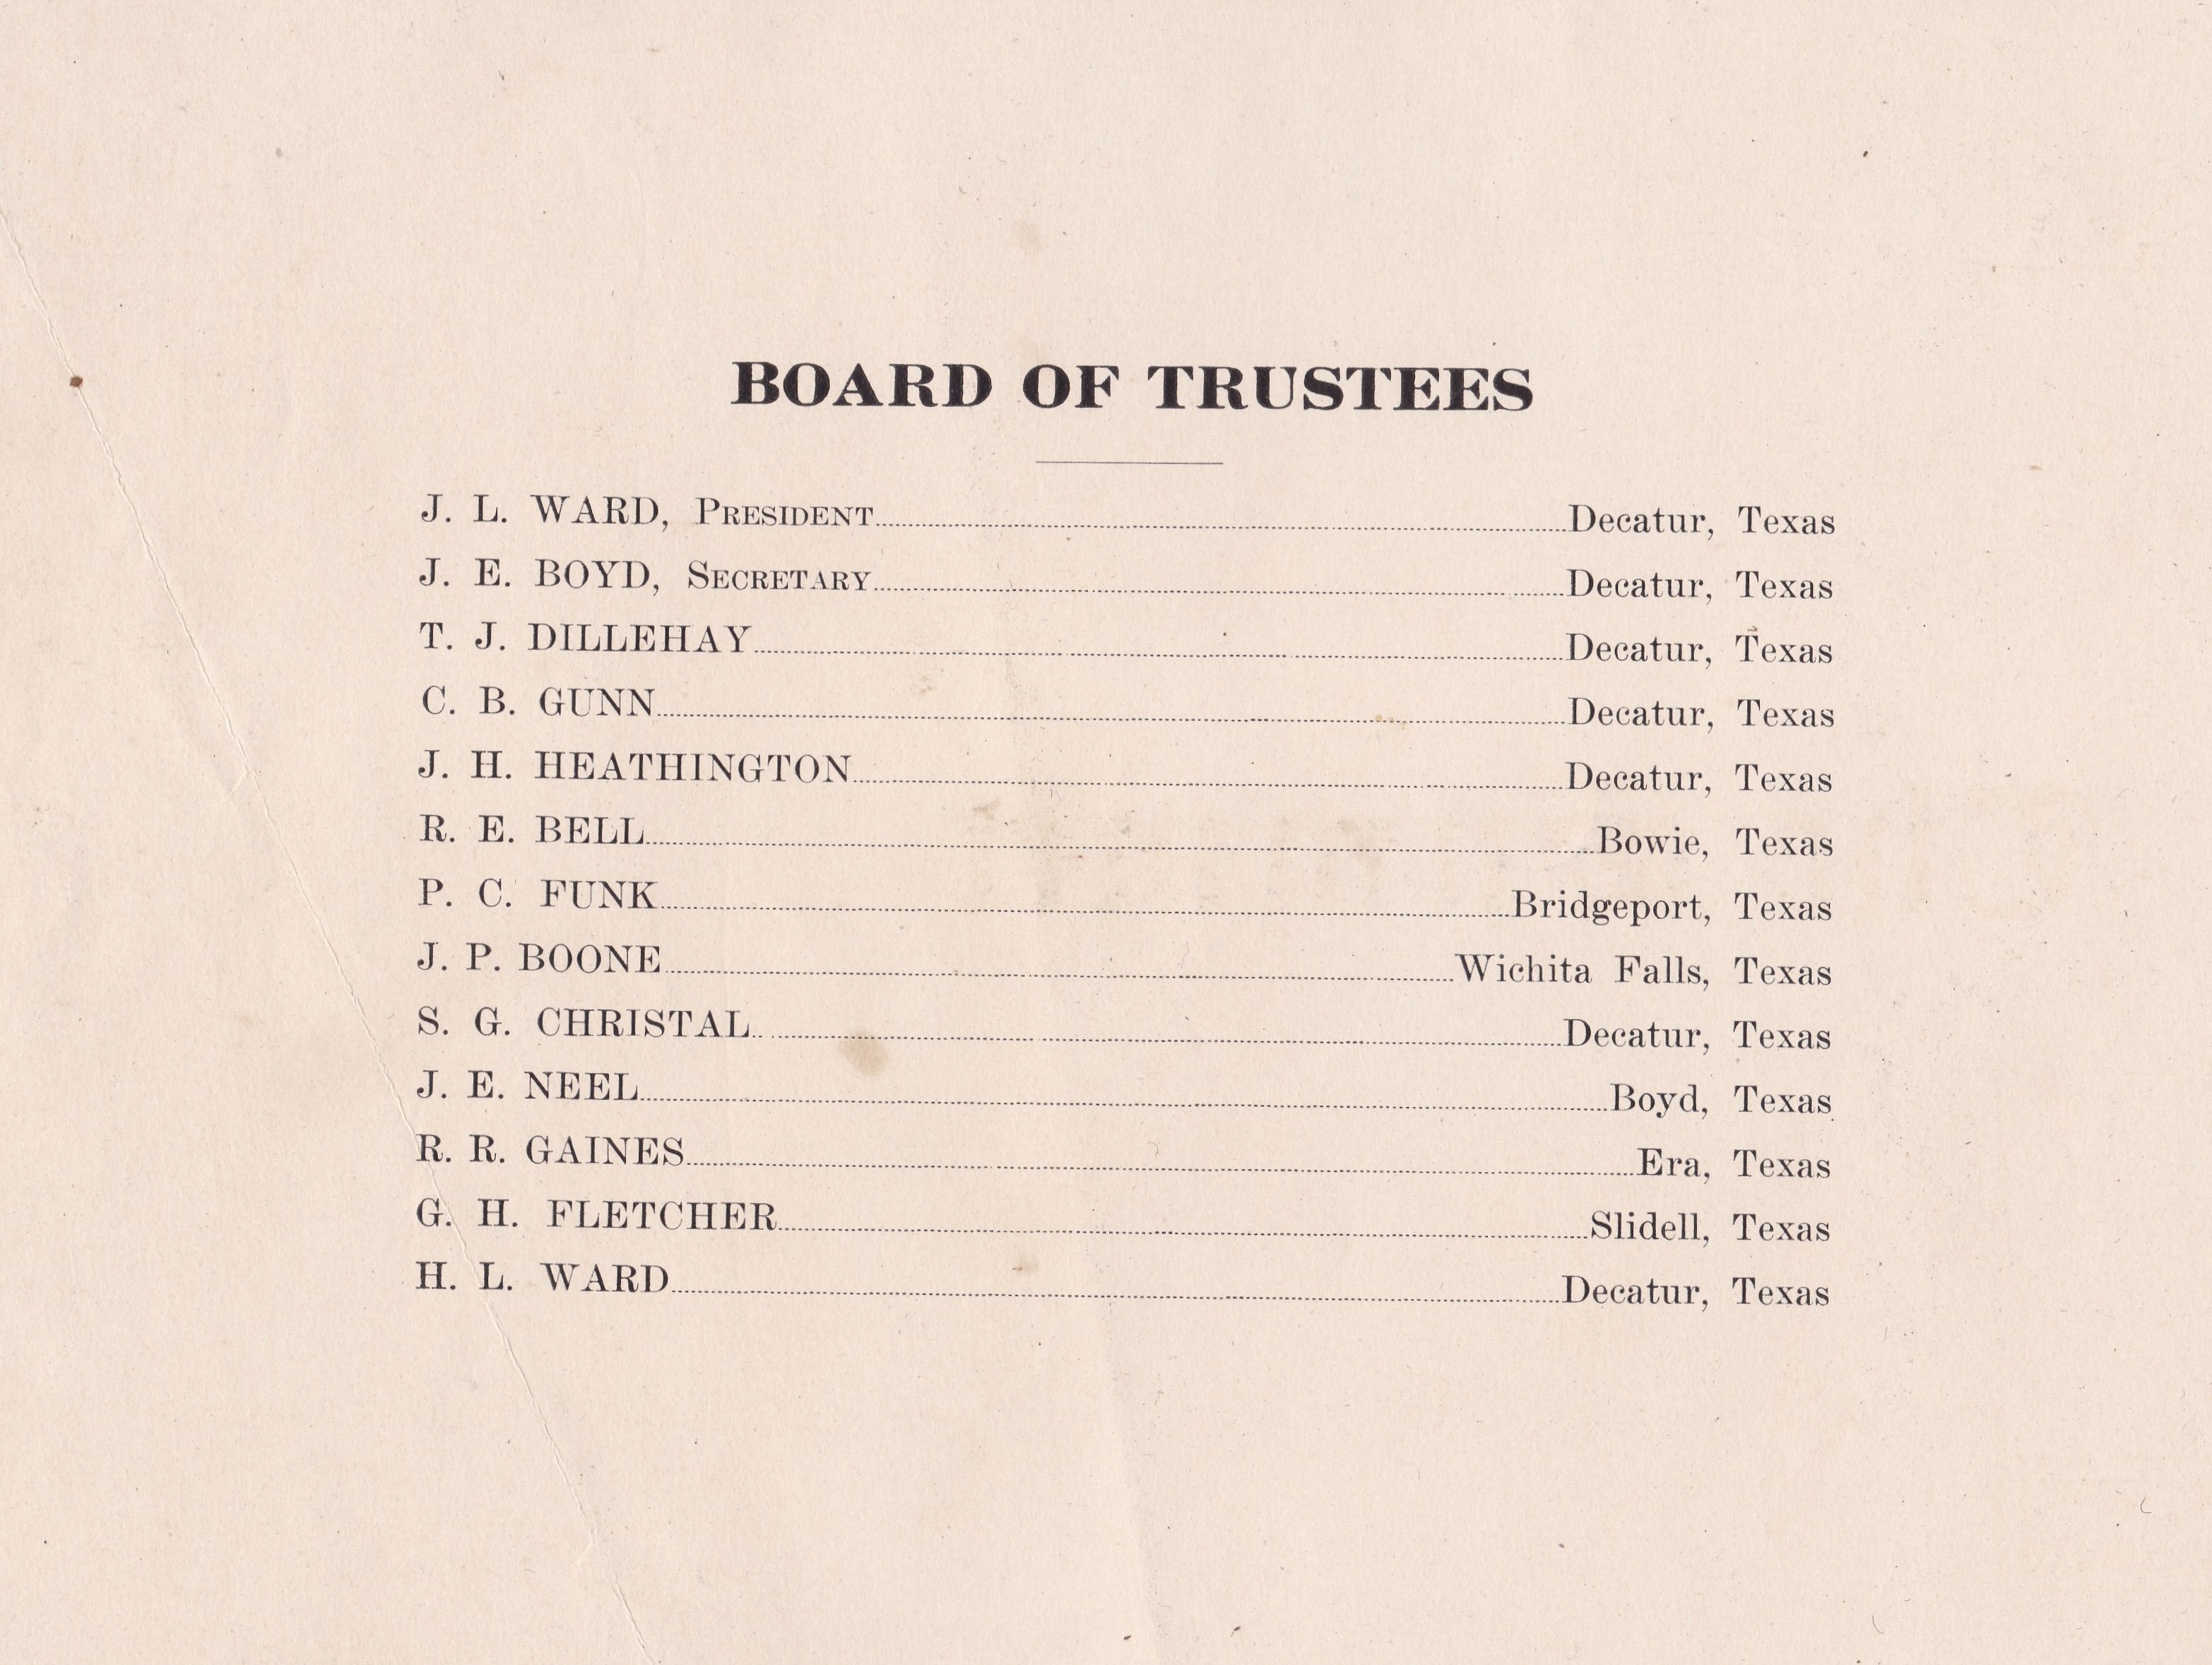 BOARD OF TRUSTEES
J. L. WARD, PRESIDENT........Decatur, Texas
J. E. BOYD, SECRETARY........Decatur, Texas
T. J. DILLEHAY........Decatur, Texas
C. B. GUNN........Decatur, Texas
J. H. HEATHINGTON........Decatur, Texas
R. E. BELL........Bowie, Texas
P. C. FUNK........Bridgeport, Texas
J. P. BOONE........Wichita Falls, Texas
S. G. CHRISTAL........Decatur, Texas
J. E. NEEL........Boyd, Texas
R. R. GAINES........Era, Texas
G. H. FLETCHER........Slidell, Texas
H. L. WARD........Decatur, Texas